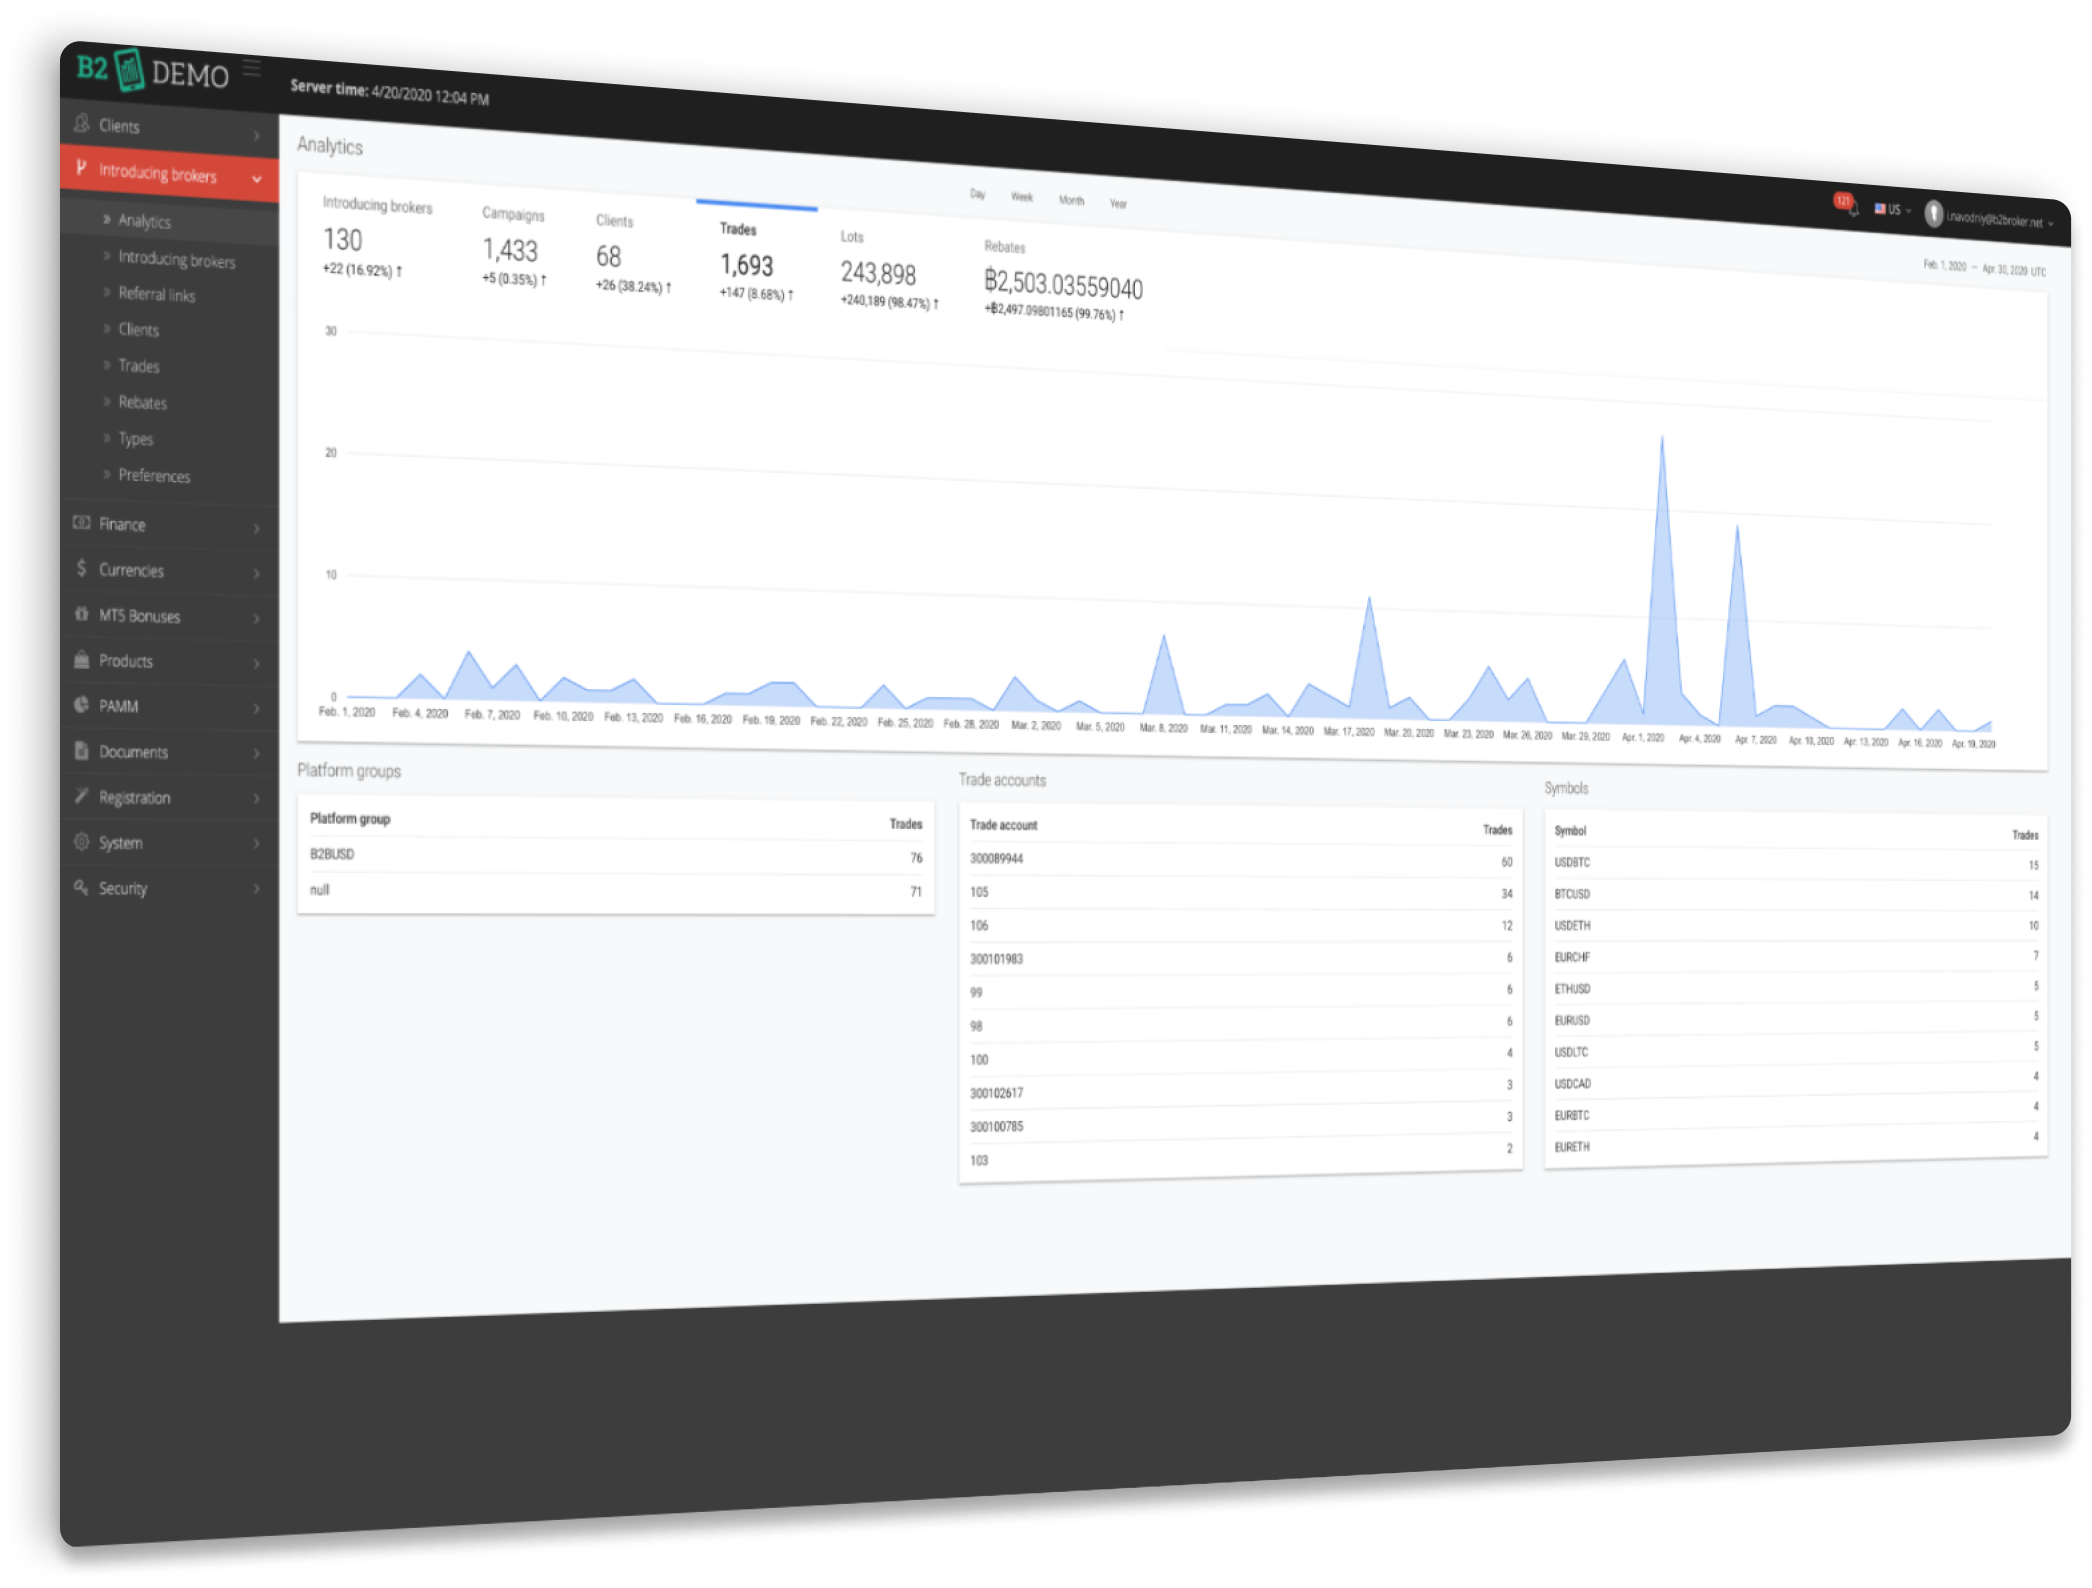 B2 DEMO
Server time: 4/20/2020 12:04 PM
121
US
i.navodniy@b2broker.net
Clients
Introducing brokers
Analytics
Introducing brokers
Referral links
Clients
Trades
Rebates
Types
Preferences
Finance
Currencies
MT5 Bonuses
Products
PAMM
Documents
Registration
System
Security
Analytics
Day Week Month Year
Feb. 1, 2020 – Apr. 30, 2020 UTC
Introducing brokers
130
+22 (16.92%) ↑
Campaigns
1,433
+5 (0.35%) ↑
Clients
68
+26 (38.24%) ↑
Trades
1,693
+147 (8.68%) ↑
Lots
243,898
+240,189 (98.47%) ↑
Rebates
฿2,503.03559040
+฿2,497.09801165 (99.76%) ↑
30
20
10
0
Feb. 1, 2020 Feb. 4, 2020 Feb. 7, 2020 Feb. 10, 2020 Feb. 13, 2020 Feb. 16, 2020 Feb. 19, 2020 Feb. 22, 2020 Feb. 25, 2020 Feb. 28, 2020 Mar. 2, 2020 Mar. 5, 2020 Mar. 8, 2020 Mar. 11, 2020 Mar. 14, 2020 Mar. 17, 2020 Mar. 20, 2020 Mar. 23, 2020 Mar. 26, 2020 Mar. 29, 2020 Apr. 1, 2020 Apr. 4, 2020 Apr. 7, 2020 Apr. 10, 2020 Apr. 13, 2020 Apr. 16, 2020 Apr. 19, 2020
Platform groups
Platform group Trades
B2BUSD 76
null 71
Trade accounts
Trade account Trades
300089944 60
105 34
106 12
300101983 6
99 6
98 6
100 4
300102617 3
300100785 3
103 2
Symbols
Symbol Trades
USDBTC 15
BTCUSD 14
USDETH 10
EURCHF 7
ETHUSD 5
EURUSD 5
USDLTC 5
USDCAD 4
EURBTC 4
EURETH 4